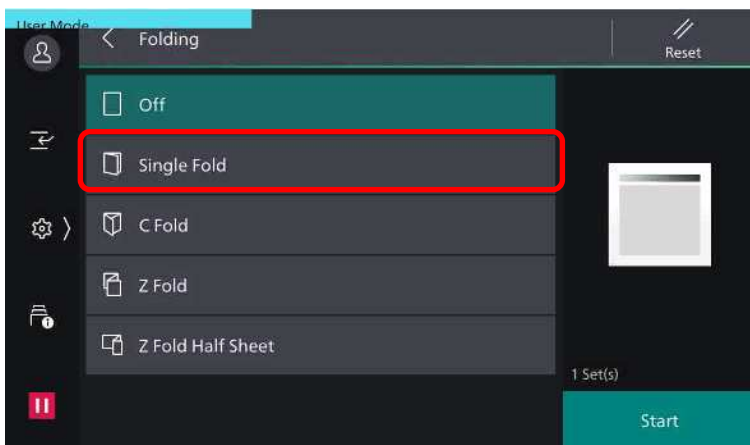 User Mode
Folding
Reset
Off
Single Fold
C Fold
Z Fold
Z Fold Half Sheet
1 Set(s)
Start